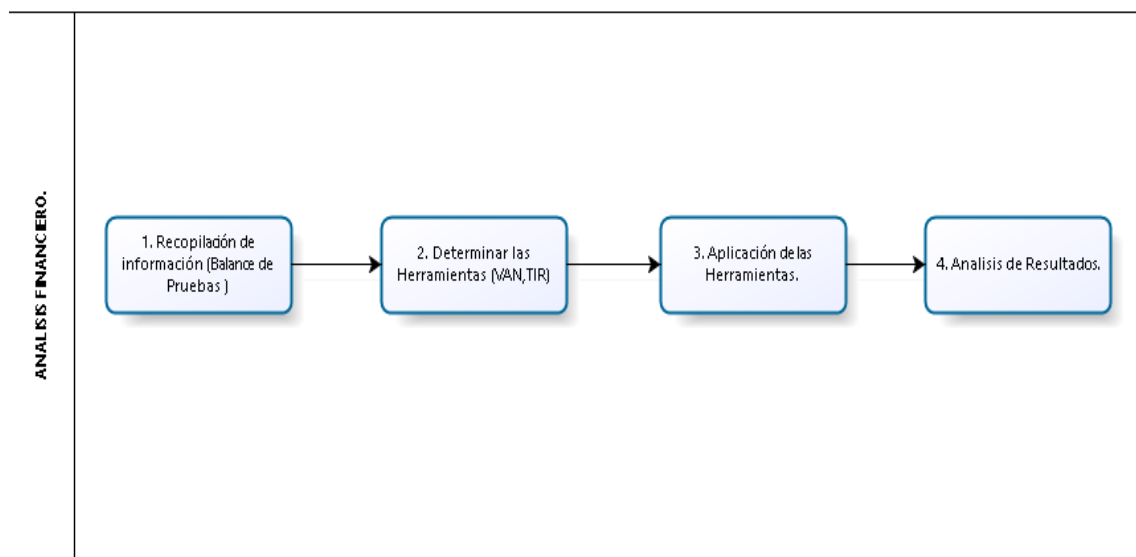 ANALISIS FINANCIERO.
1. Recopilación de
información (Balance de
Pruebas )
2. Determinar las
Herramientas (VAN,TIR)
3. Aplicación de las
Herramientas.
4. Analisis de Resultados.